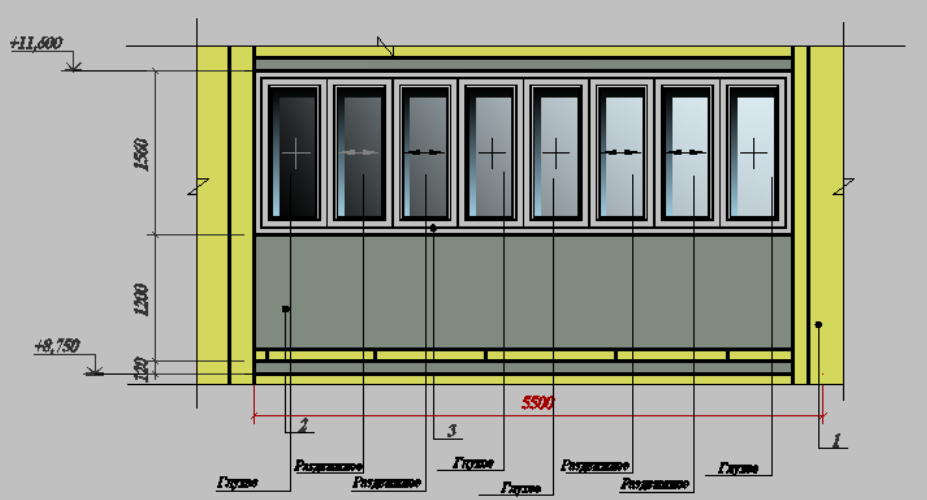 +11,600
1560
1200
+8,750
120
5500
2
3
1
Глухое
Раздвижное
Раздвижное
Глухое
Глухое
Раздвижное
Раздвижное
Глухое